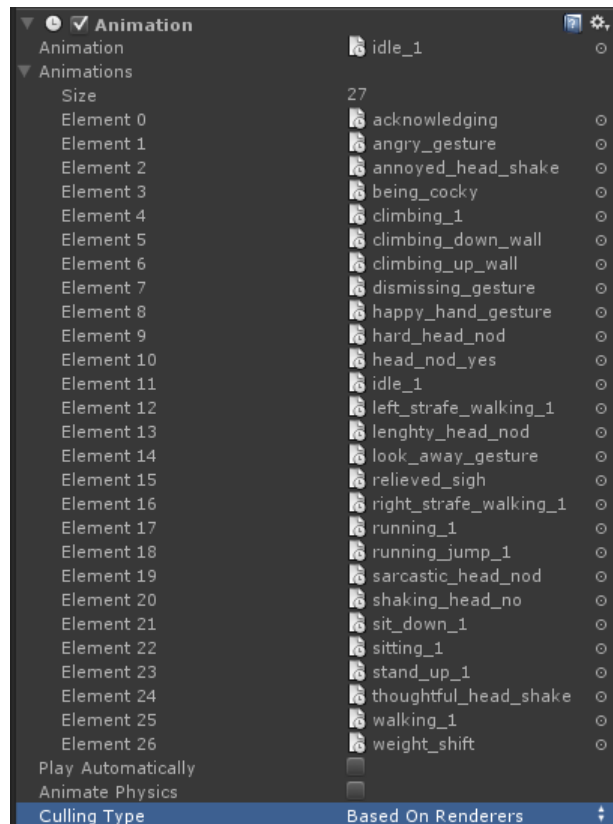 Animation
Animation idle_1
Animations
Size 27
Element 0 acknowledging
Element 1 angry_gesture
Element 2 annoyed_head_shake
Element 3 being_cocky
Element 4 climbing_1
Element 5 climbing_down_wall
Element 6 climbing_up_wall
Element 7 dismissing_gesture
Element 8 happy_hand_gesture
Element 9 hard_head_nod
Element 10 head_nod_yes
Element 11 idle_1
Element 12 left_strafe_walking_1
Element 13 lenghty_head_nod
Element 14 look_away_gesture
Element 15 relieved_sigh
Element 16 right_strafe_walking_1
Element 17 running_1
Element 18 running_jump_1
Element 19 sarcastic_head_nod
Element 20 shaking_head_no
Element 21 sit_down_1
Element 22 sitting_1
Element 23 stand_up_1
Element 24 thoughtful_head_shake
Element 25 walking_1
Element 26 weight_shift
Play Automatically
Animate Physics
Culling Type Based On Renderers